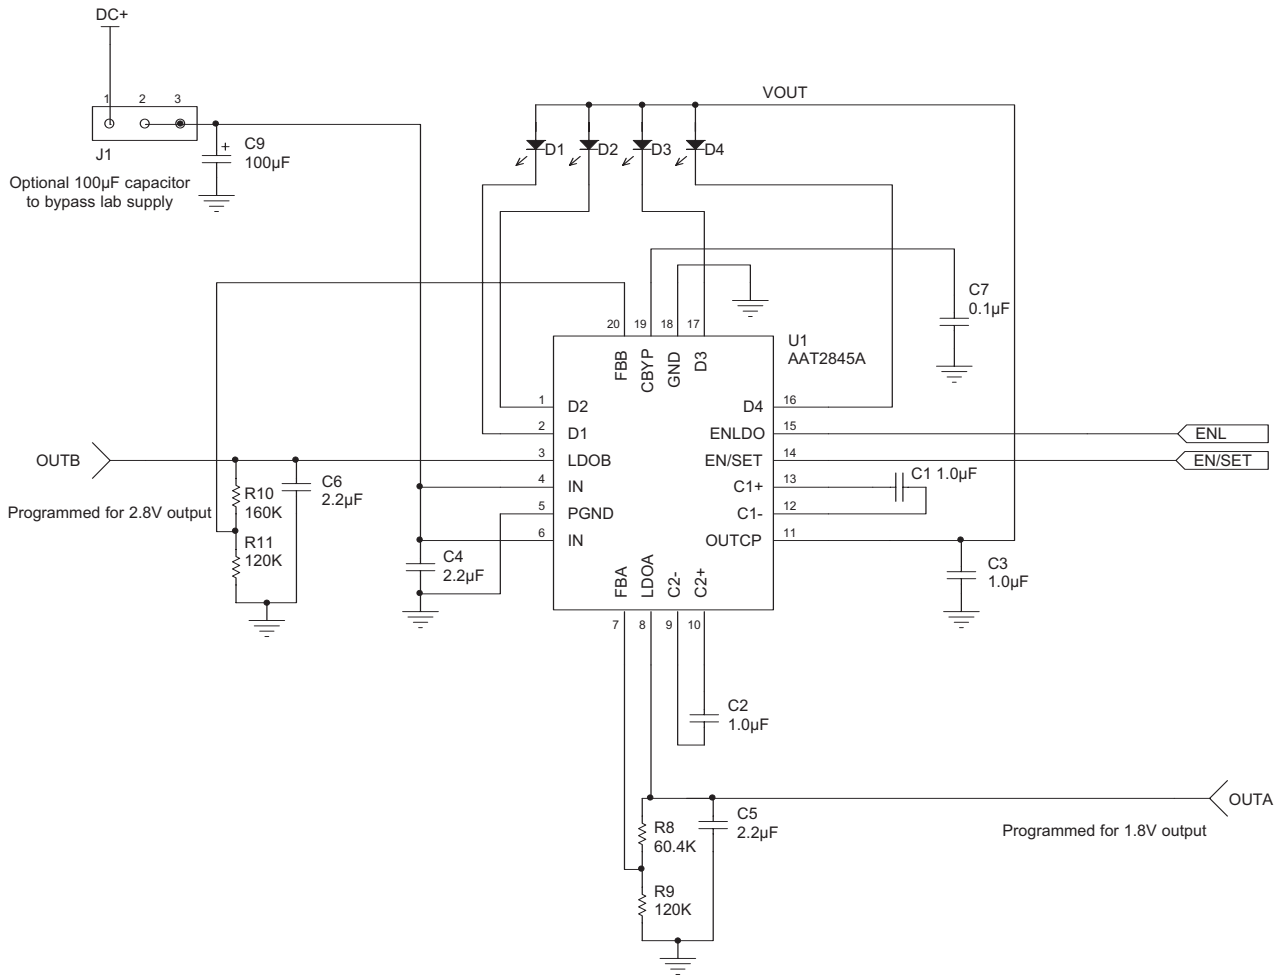 DC+
1 2 3
J1
+
C9
100µF
Optional 100µF capacitor
to bypass lab supply
VOUT
D1
D2
D3
D4
C7
0.1µF
20
19
18
17
FBB
CBYP
GND
D3
U1
AAT2845A
1
D2
2
D1
3
LDOB
4
IN
5
PGND
6
IN
D4
16
ENLDO
15
EN/SET
14
C1+
13
C1-
12
OUTCP
11
ENL
EN/SET
C1 1.0µF
OUTB
Programmed for 2.8V output
R10
160K
R11
120K
C6
2.2µF
C4
2.2µF
C3
1.0µF
FBA
LDOA
C2-
C2+
7
8
9
10
C2
1.0µF
R8
60.4K
R9
120K
C5
2.2µF
OUTA
Programmed for 1.8V output